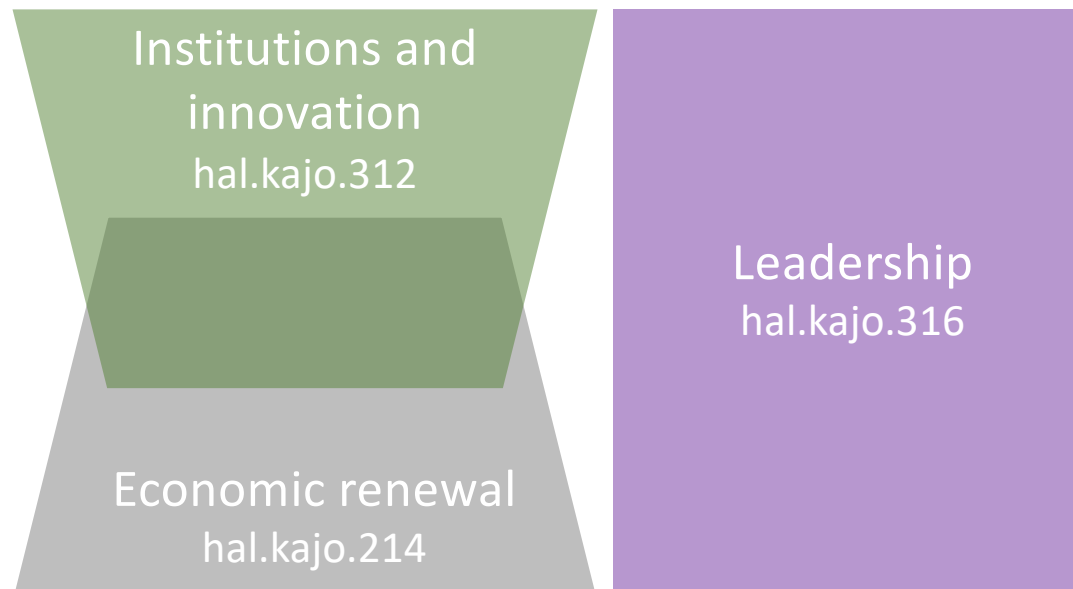 Institutions and
innovation
hal.kajo.312
Economic renewal
hal.kajo.214
Leadership
hal.kajo.316